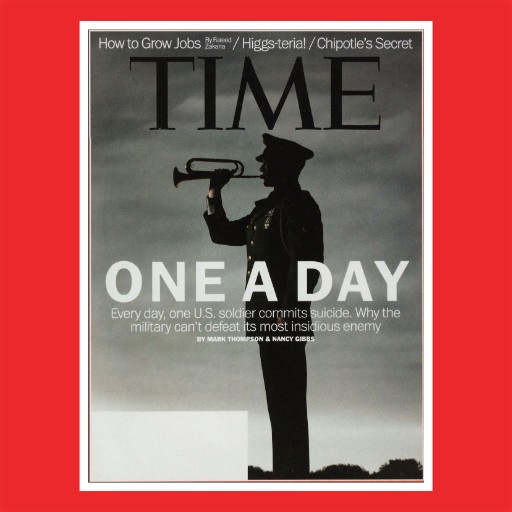 How to Grow Jobs By Fareed Zakaria / Higgs-teria! / Chipotle's Secret
TIME
ONE A DAY
Every day, one U.S. soldier commits suicide. Why the
military can't defeat its most insidious enemy
BY MARK THOMPSON & NANCY GIBBS